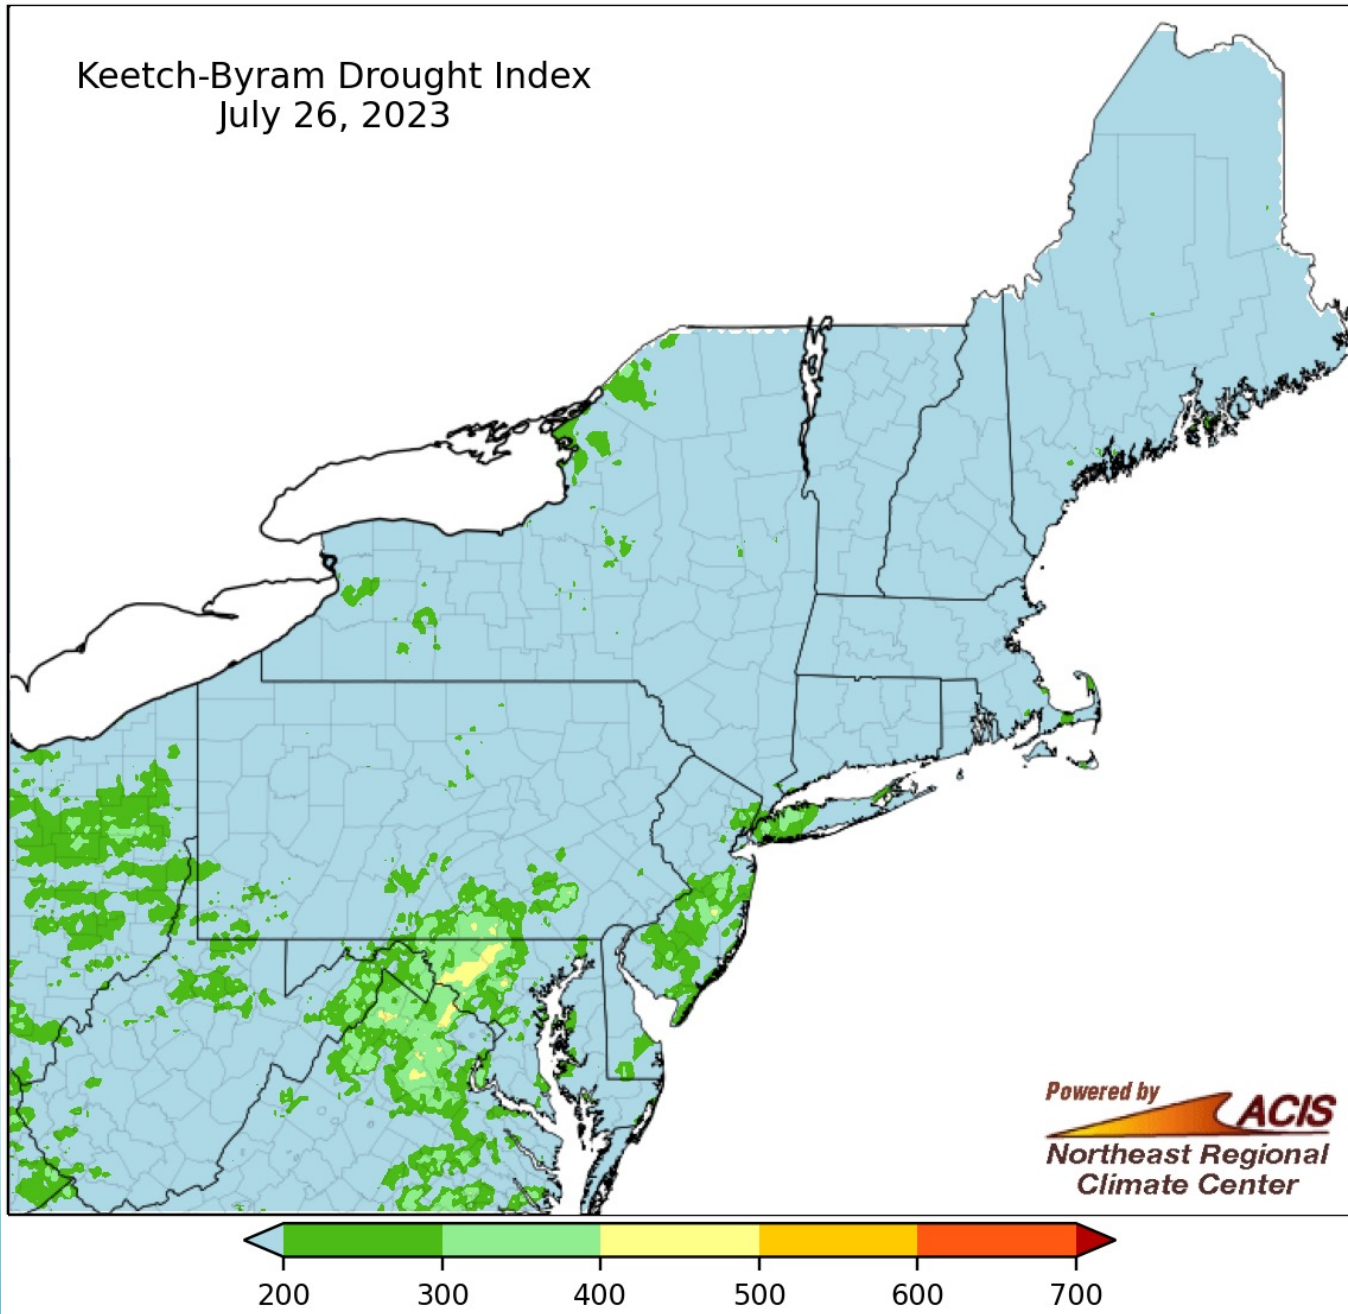 Keetch-Byram Drought Index
July 26, 2023
Powered by
ACIS
Northeast Regional
Climate Center
200 300 400 500 600 700